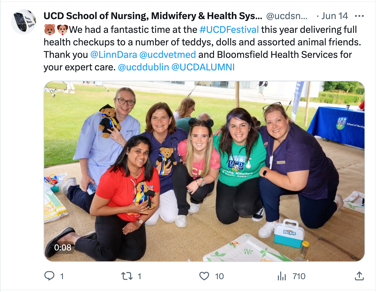 UCD School of Nursing, Midwifery & Health Sys... @ucdsn... · Jun 14
🐻🐶We had a fantastic time at the #UCDFestival this year delivering full
health checkups to a number of teddys, dolls and assorted animal friends.
Thank you @LinnDara @ucdvetmed and Bloomsfield Health Services for
your expert care. @ucddublin @UCDALUMNI
0:08
1 1 10 710